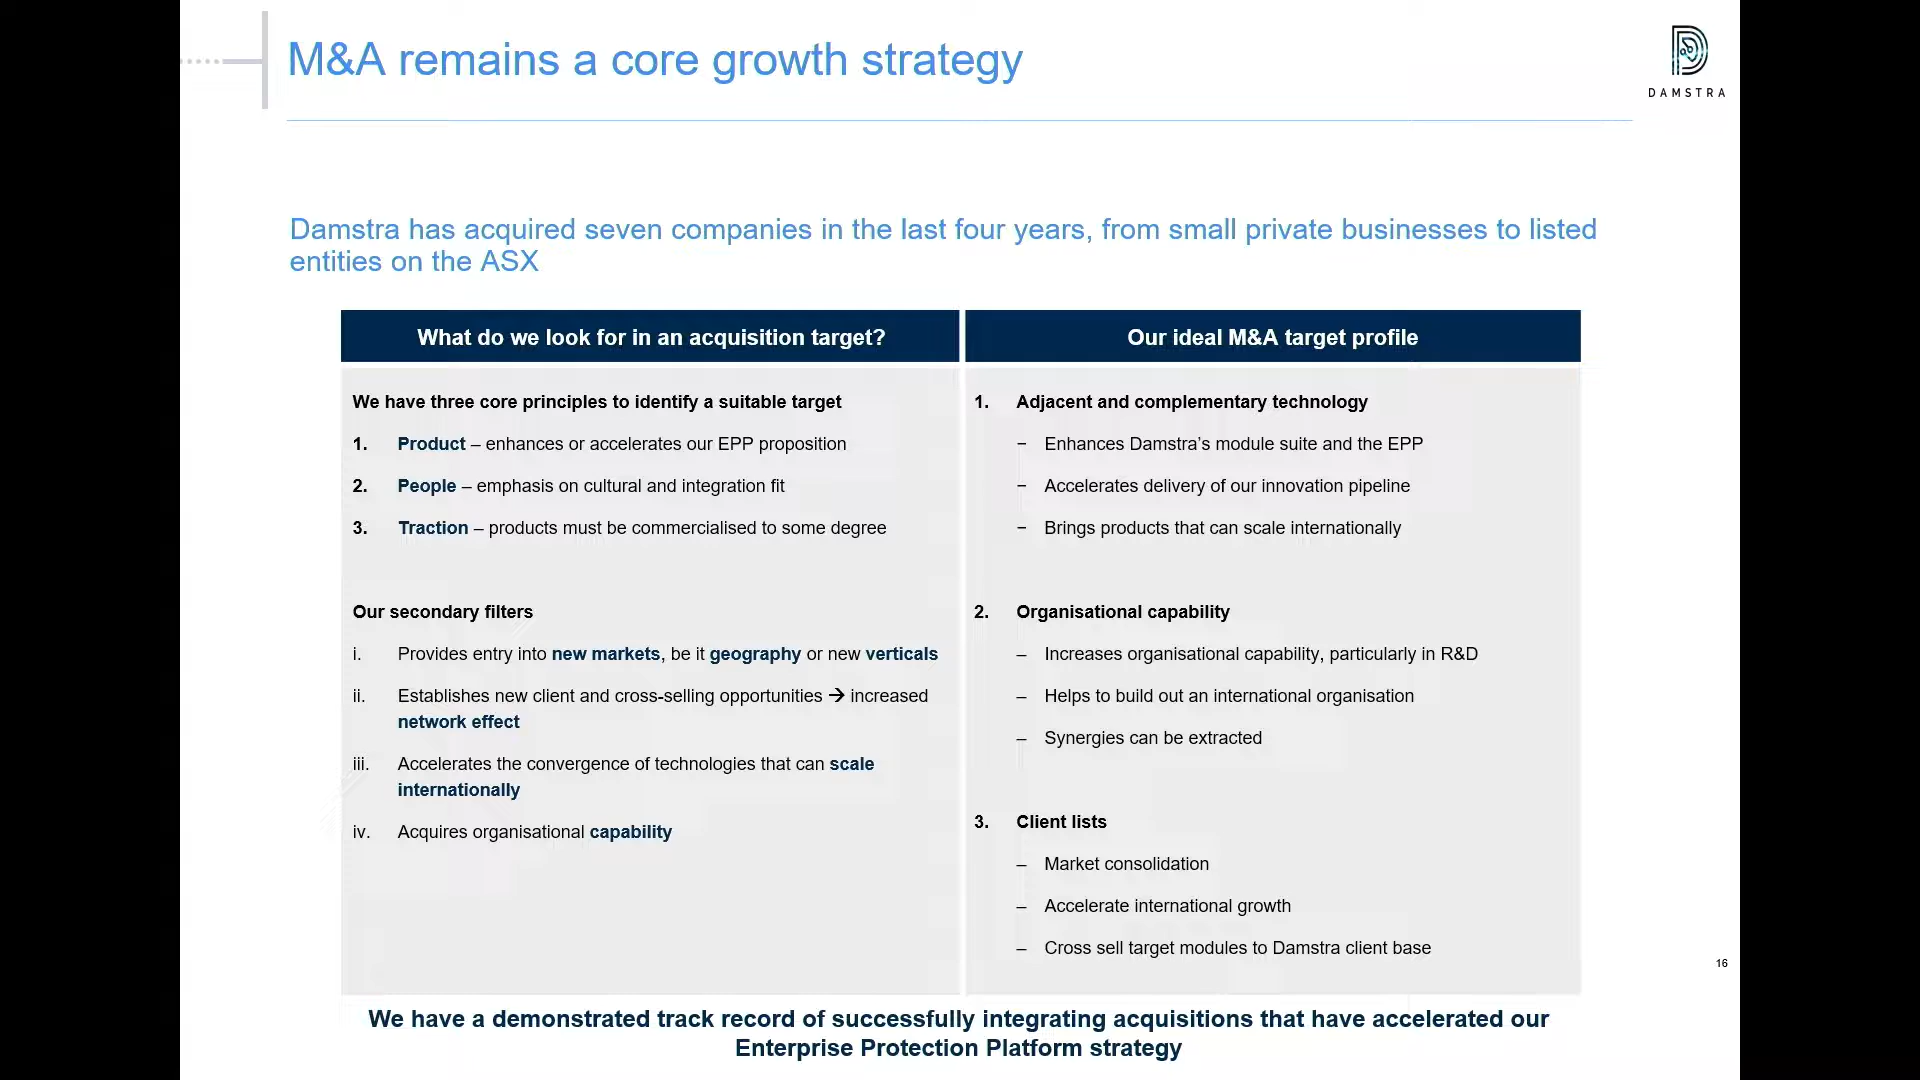 M&A remains a core growth strategy
DAMSTRA
Damstra has acquired seven companies in the last four years, from small private businesses to listed
entities on the ASX
What do we look for in an acquisition target?
We have three core principles to identify a suitable target
1. Product – enhances or accelerates our EPP proposition
2. People – emphasis on cultural and integration fit
3. Traction – products must be commercialised to some degree
Our secondary filters
i. Provides entry into new markets, be it geography or new verticals
ii. Establishes new client and cross-selling opportunities → increased
network effect
iii. Accelerates the convergence of technologies that can scale
internationally
iv. Acquires organisational capability
Our ideal M&A target profile
1. Adjacent and complementary technology
− Enhances Damstra’s module suite and the EPP
− Accelerates delivery of our innovation pipeline
− Brings products that can scale internationally
2. Organisational capability
– Increases organisational capability, particularly in R&D
– Helps to build out an international organisation
– Synergies can be extracted
3. Client lists
– Market consolidation
– Accelerate international growth
– Cross sell target modules to Damstra client base
16
We have a demonstrated track record of successfully integrating acquisitions that have accelerated our
Enterprise Protection Platform strategy